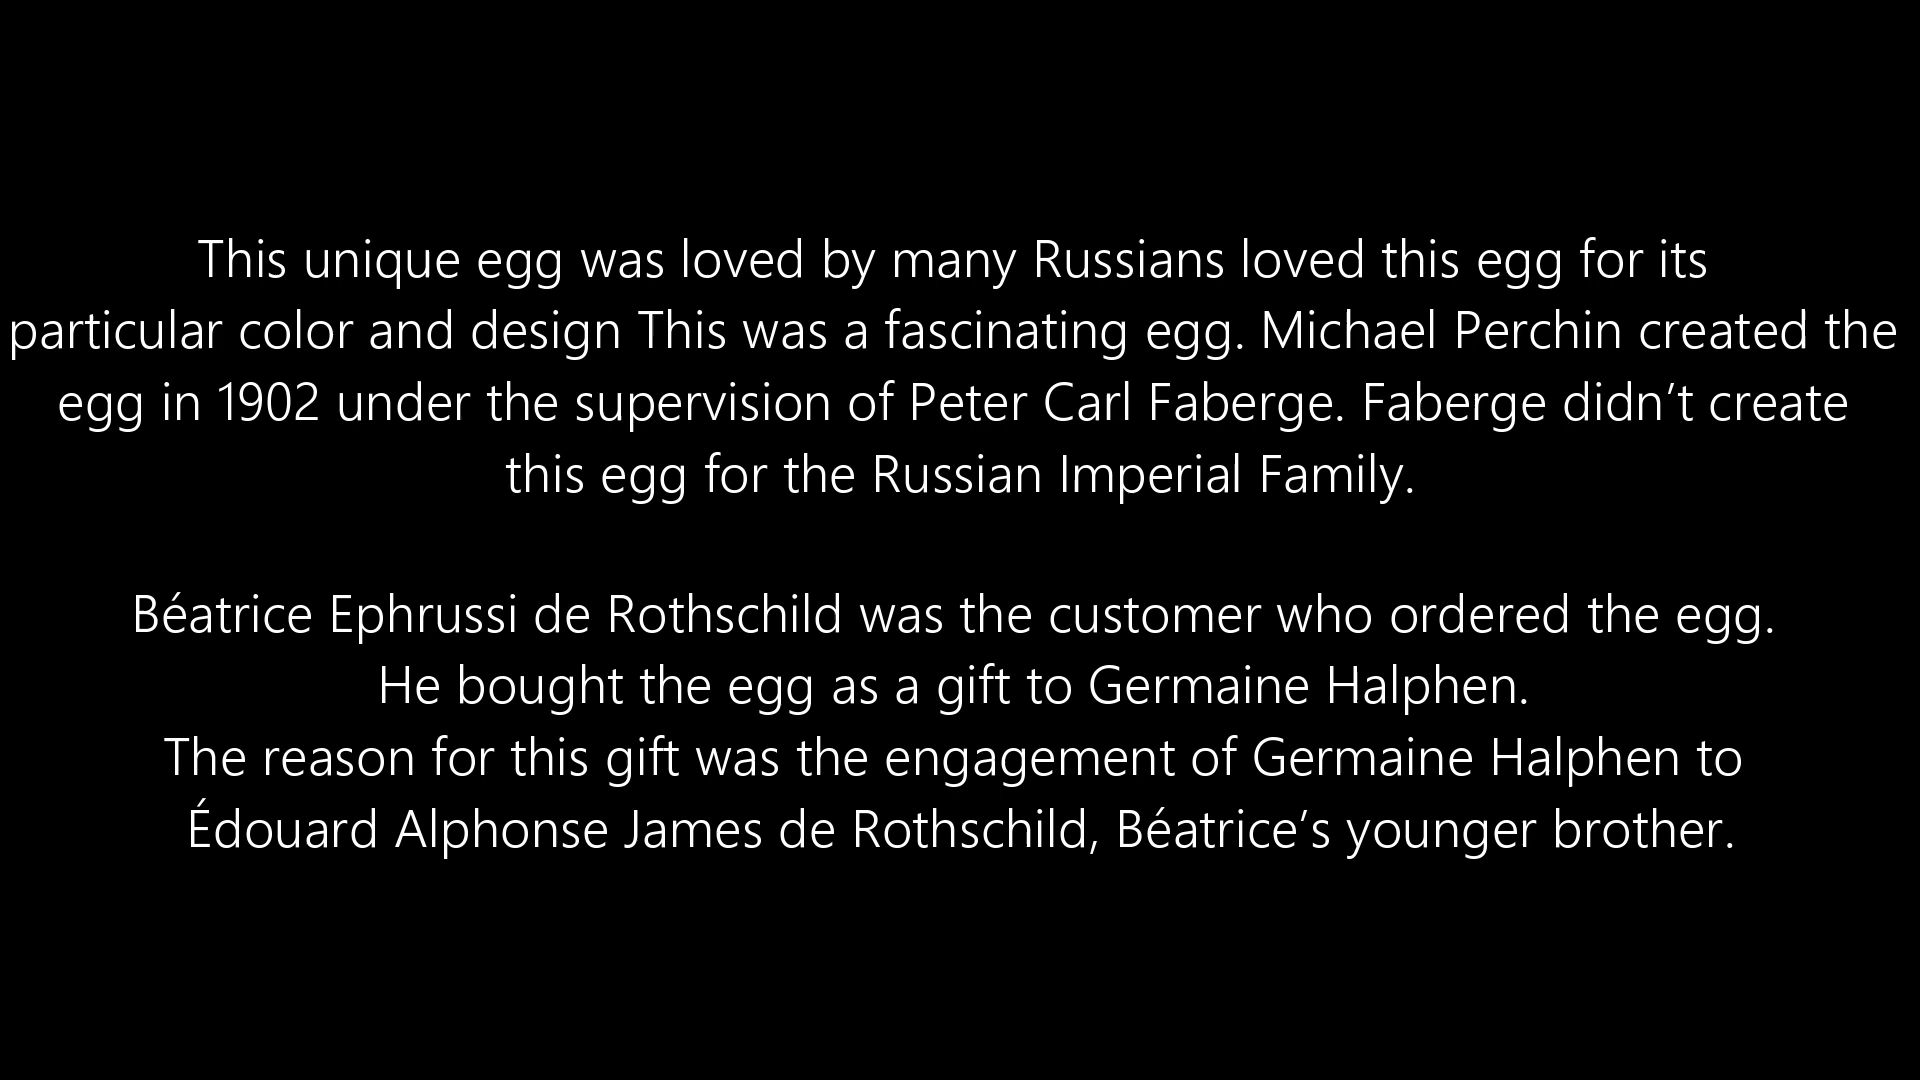 This unique egg was loved by many Russians loved this egg for its
particular color and design This was a fascinating egg. Michael Perchin created the
egg in 1902 under the supervision of Peter Carl Faberge. Faberge didn’t create
this egg for the Russian Imperial Family.
Béatrice Ephrussi de Rothschild was the customer who ordered the egg.
He bought the egg as a gift to Germaine Halphen.
The reason for this gift was the engagement of Germaine Halphen to
Édouard Alphonse James de Rothschild, Béatrice’s younger brother.